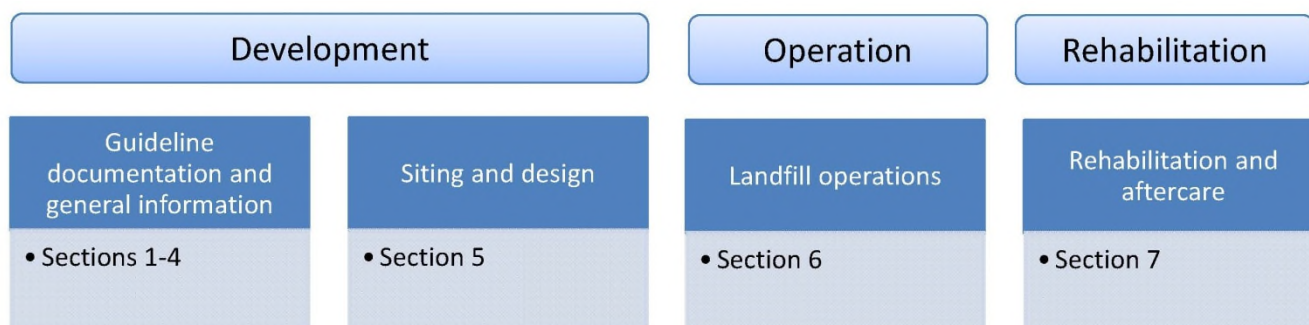 Development
Operation
Rehabilitation
Guideline
documentation and
general information
Siting and design
Landfill operations
Rehabilitation and
aftercare
• Sections 1-4
• Section 5
• Section 6
• Section 7